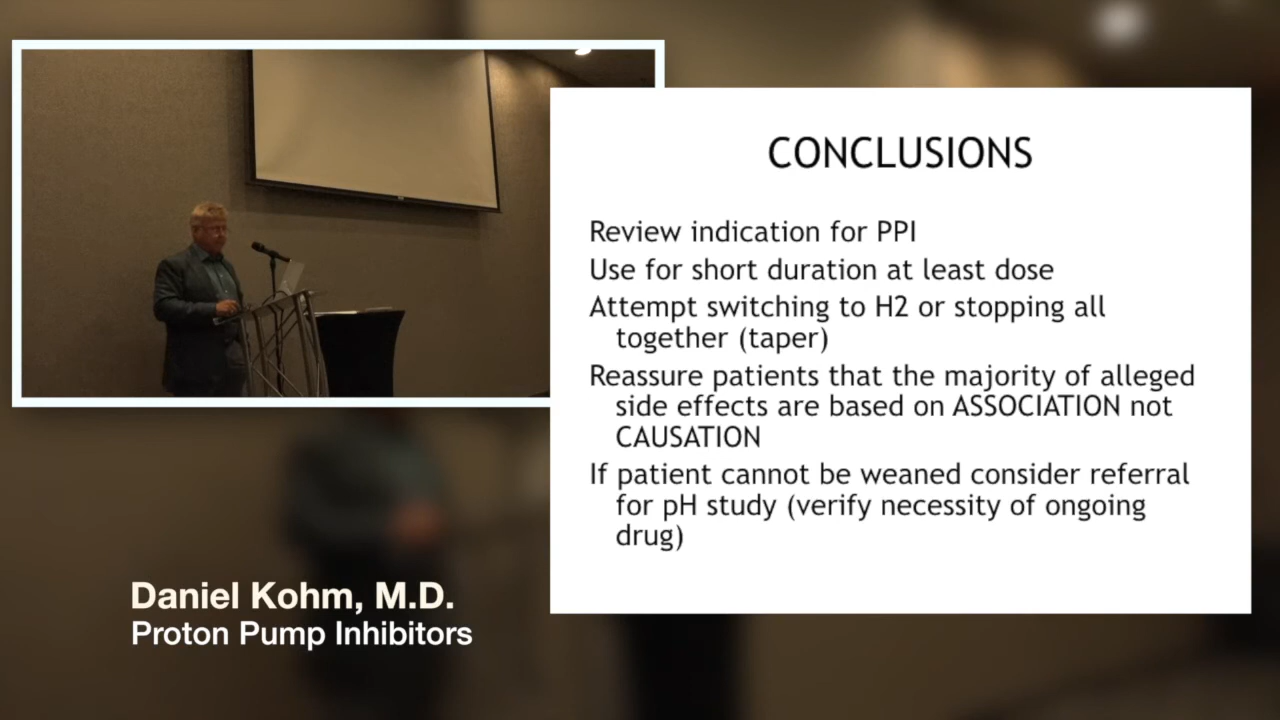 CONCLUSIONS
Review indication for PPI
Use for short duration at least dose
Attempt switching to H2 or stopping all
together (taper)
Reassure patients that the majority of alleged
side effects are based on ASSOCIATION not
CAUSATION
If patient cannot be weaned consider referral
for pH study (verify necessity of ongoing
drug)
Daniel Kohm, M.D.
Proton Pump Inhibitors